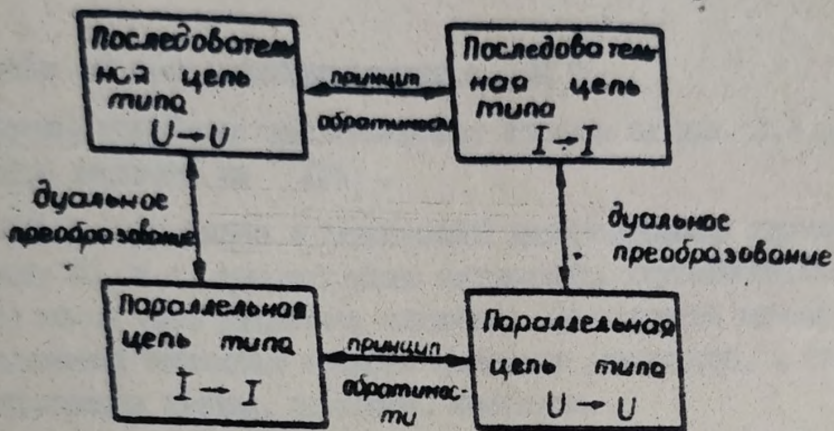 Последователь
ная цепь
типа
U→U
принцип
обратимости
Последователь
ная цепь
типа
I→I
дуальное
преобразование
дуальное
преобразование
Параллельная
цепь типа
I→I
принцип
обратимос-
ти
Параллельная
цепь типа
U→U